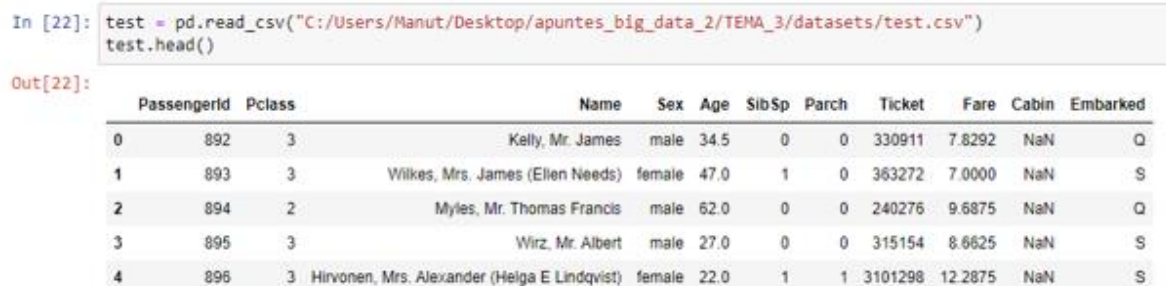 In [22]: test = pd.read_csv("C:/Users/Manut/Desktop/apuntes_big_data_2/TEMA_3/datasets/test.csv")
test.head()
Out[22]:
PassengerId Pclass Name Sex Age SibSp Parch Ticket Fare Cabin Embarked
0 892 3 Kelly, Mr. James male 34.5 0 0 330911 7.8292 NaN Q
1 893 3 Wilkes, Mrs. James (Ellen Needs) female 47.0 1 0 363272 7.0000 NaN S
2 894 2 Myles, Mr. Thomas Francis male 62.0 0 0 240276 9.6875 NaN Q
3 895 3 Wirz, Mr. Albert male 27.0 0 0 315154 8.6625 NaN S
4 896 3 Hirvonen, Mrs. Alexander (Helga E Lindqvist) female 22.0 1 1 3101298 12.2875 NaN S